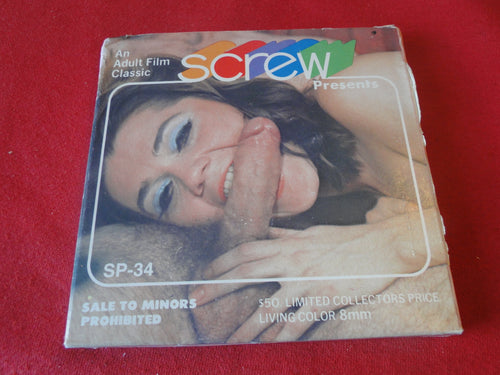 An
Adult Film
Classic
screw
Presents
SP-34
SALE TO MINORS
PROHIBITED
$50. LIMITED COLLECTORS PRICE
LIVING COLOR 8mm